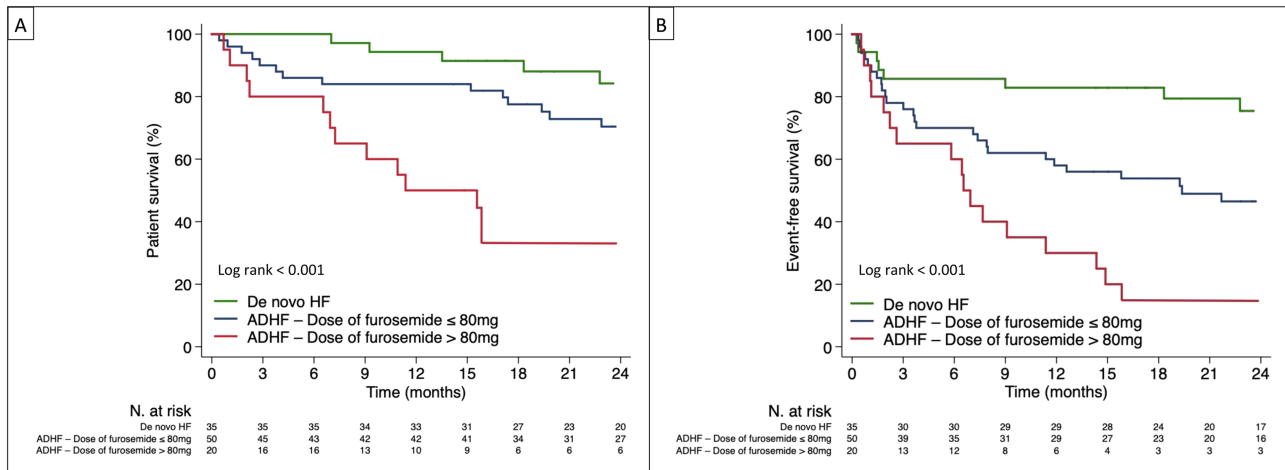 A
Patient survival (%)
100
80
60
40
20
0
Log rank < 0.001
De novo HF
ADHF – Dose of furosemide ≤ 80mg
ADHF – Dose of furosemide > 80mg
0 3 6 9 12 15 18 21 24
Time (months)
N. at risk
De novo HF 35 35 35 34 33 31 27 23 20
ADHF – Dose of furosemide ≤ 80mg 50 45 43 42 42 41 34 31 27
ADHF – Dose of furosemide > 80mg 20 16 16 13 10 9 6 6 6
B
Event-free survival (%)
100
80
60
40
20
0
Log rank < 0.001
De novo HF
ADHF – Dose of furosemide ≤ 80mg
ADHF – Dose of furosemide > 80mg
0 3 6 9 12 15 18 21 24
Time (months)
N. at risk
De novo HF 35 30 30 29 29 28 24 20 17
ADHF – Dose of furosemide ≤ 80mg 50 39 35 31 29 27 23 20 16
ADHF – Dose of furosemide > 80mg 20 13 12 8 6 4 3 3 3